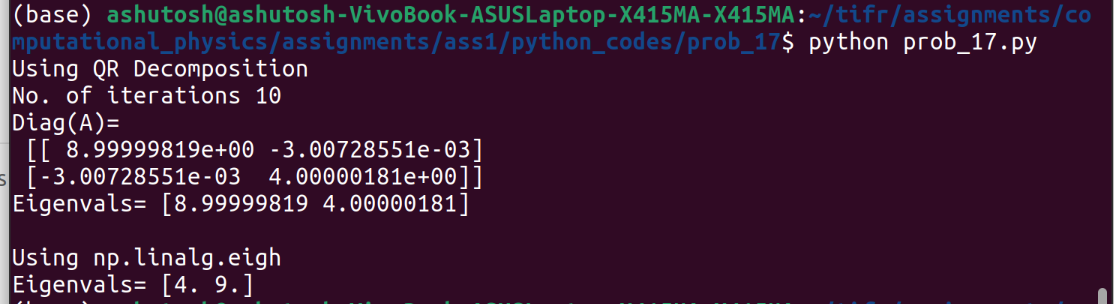 (base) ashutosh@ashutosh-VivoBook-ASUSLaptop-X415MA-X415MA:~/tifr/assignments/co
mputational_physics/assignments/ass1/python_codes/prob_17$ python prob_17.py
Using QR Decomposition
No. of iterations 10
Diag(A)=
 [[ 8.99999819e+00 -3.00728551e-03]
 [-3.00728551e-03  4.00000181e+00]]
Eigenvals= [8.99999819 4.00000181]

Using np.linalg.eigh
Eigenvals= [4. 9.]